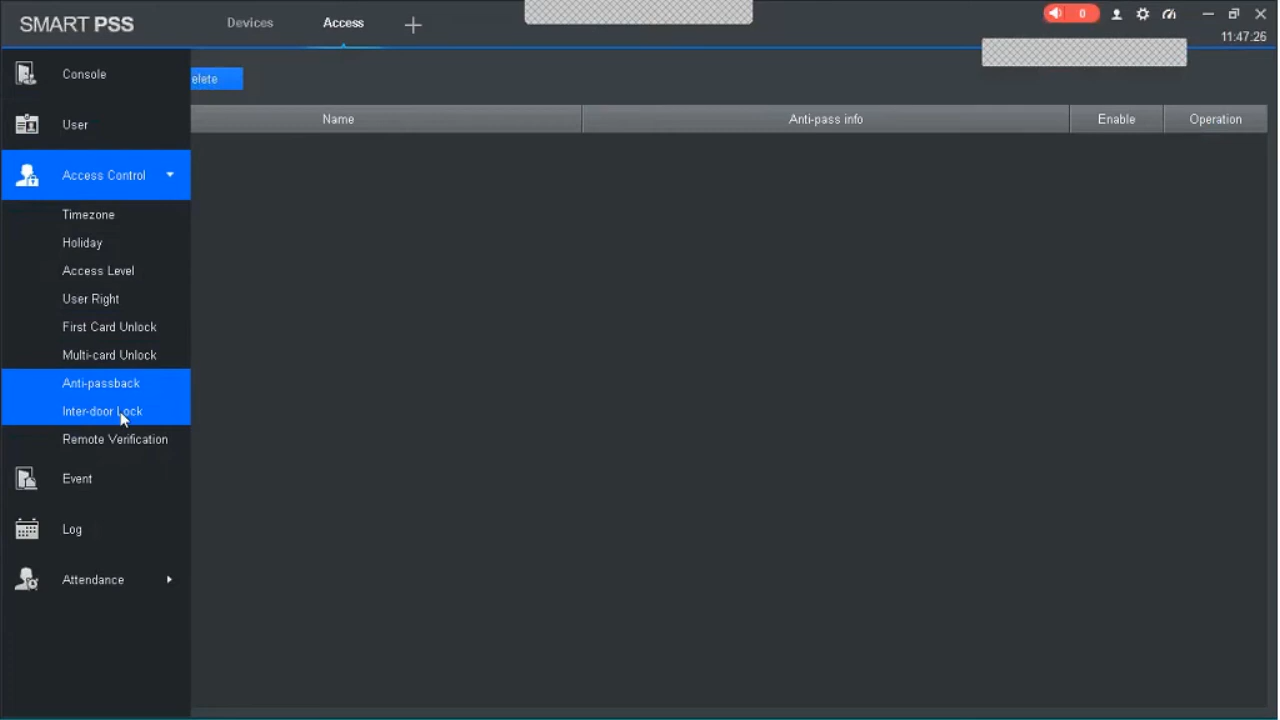 SMART PSS
Devices
Access
0
11:47:26
Console
elete
User
Name
Anti-pass info
Enable
Operation
Access Control
Timezone
Holiday
Access Level
User Right
First Card Unlock
Multi-card Unlock
Anti-passback
Inter-door Lock
Remote Verification
Event
Log
Attendance